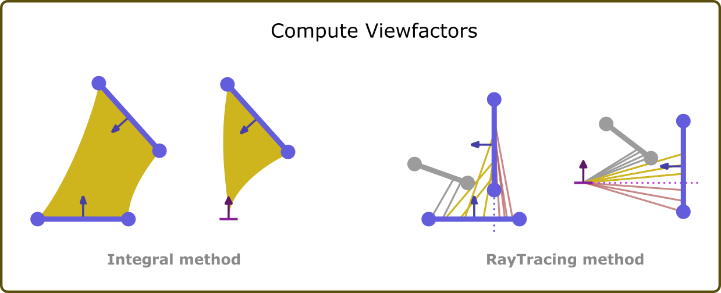 Compute Viewfactors
Integral method
RayTracing method